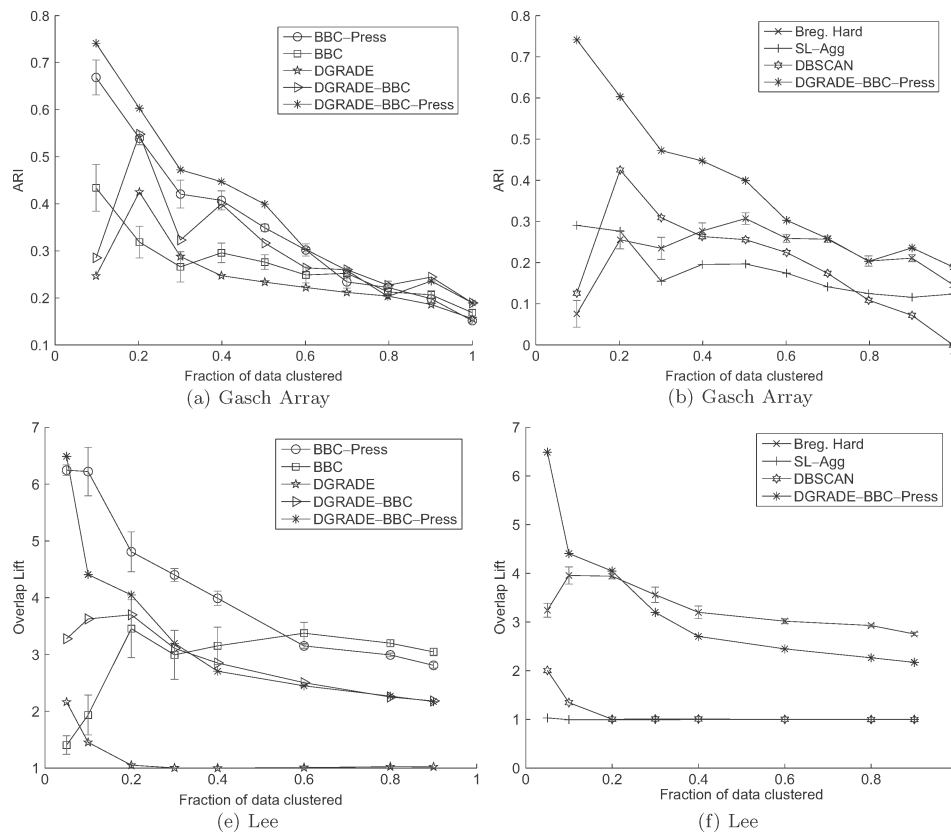 0.8
0.7
0.6
0.5
0.4
0.3
0.2
0.1
ARI
0 0.2 0.4 0.6 0.8 1
Fraction of data clustered
BBC–Press
BBC
DGRADE
DGRADE–BBC
DGRADE–BBC–Press
(a) Gasch Array
0.8
0.7
0.6
0.5
0.4
0.3
0.2
0.1
0
ARI
0 0.2 0.4 0.6 0.8 1
Fraction of data clustered
Breg. Hard
SL–Agg
DBSCAN
DGRADE–BBC–Press
(b) Gasch Array
7
6
5
4
3
2
1
Overlap Lift
0 0.2 0.4 0.6 0.8 1
Fraction of data clustered
BBC–Press
BBC
DGRADE
DGRADE–BBC
DGRADE–BBC–Press
(e) Lee
7
6
5
4
3
2
1
0
Overlap Lift
0 0.2 0.4 0.6 0.8
Fraction of data clustered
Breg. Hard
SL–Agg
DBSCAN
DGRADE–BBC–Press
(f) Lee